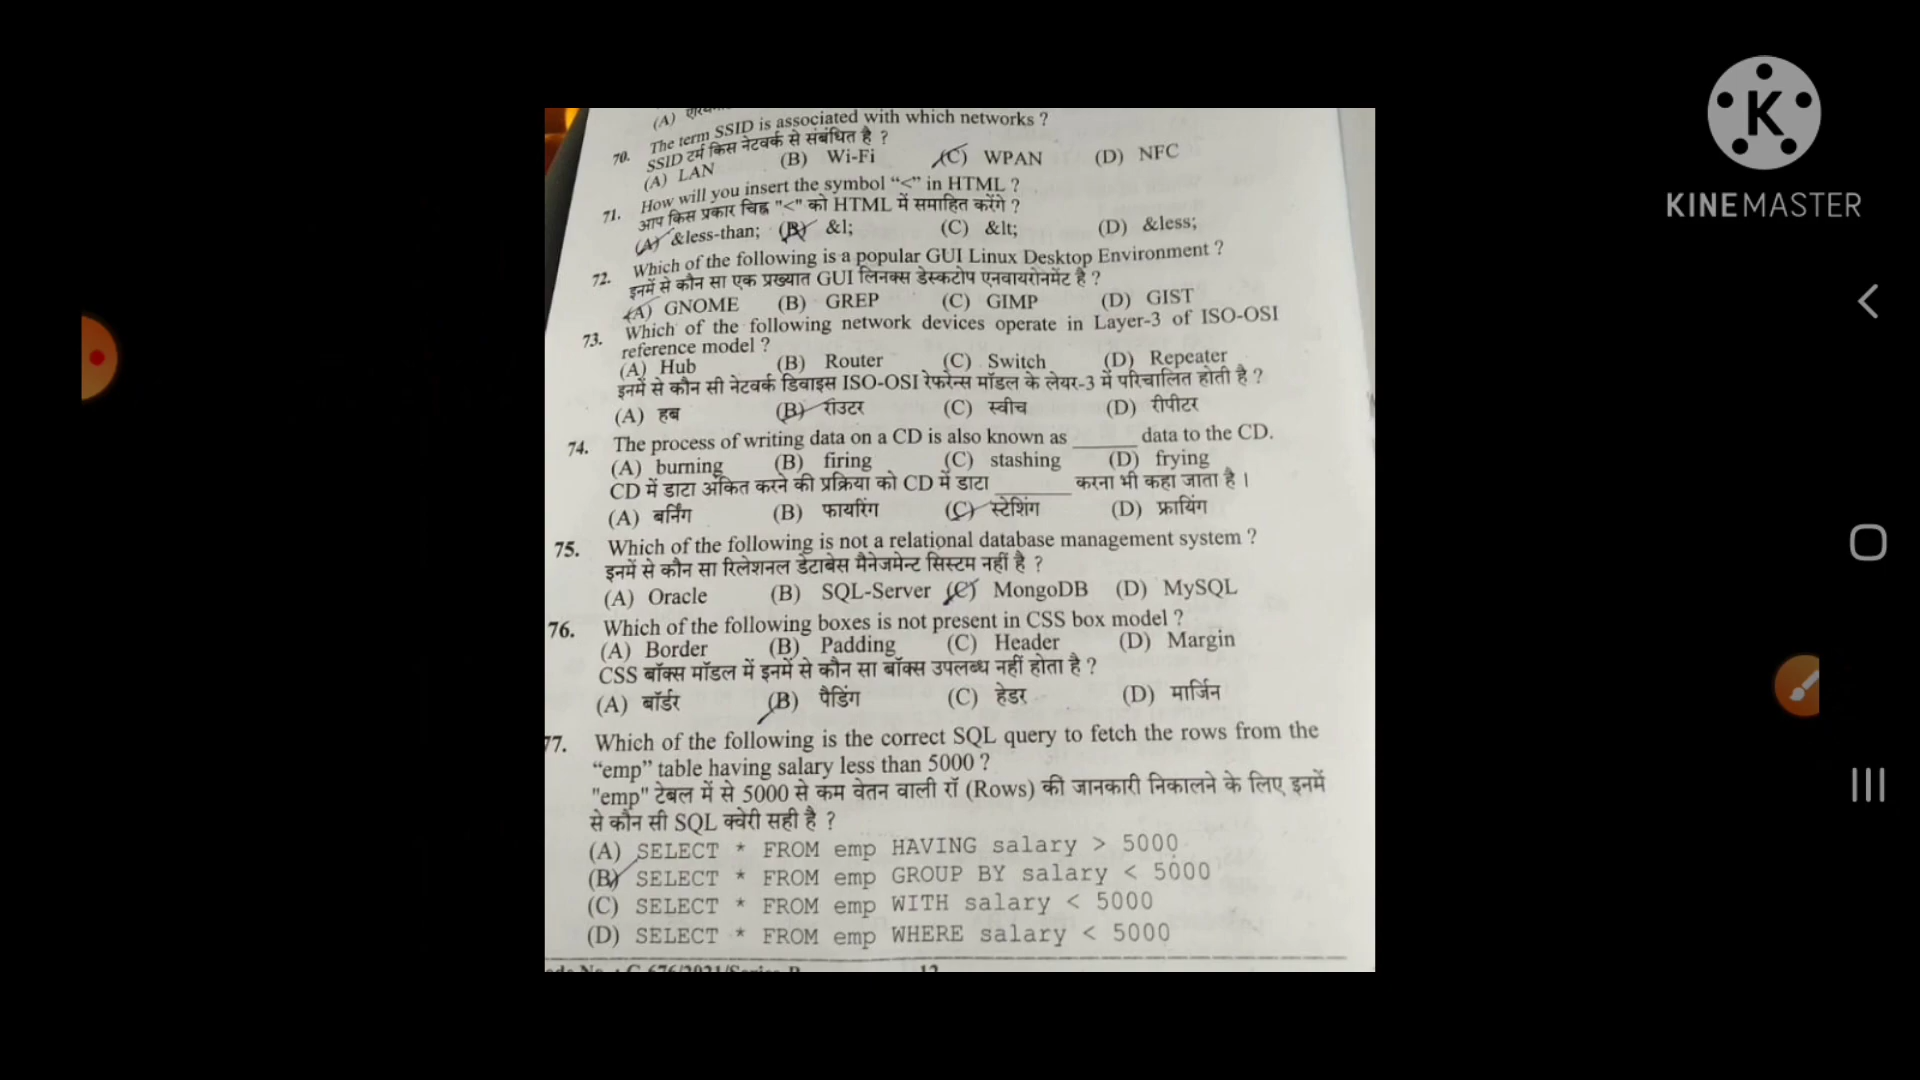 KINEMASTER
(A)
70. The term SSID is associated with which networks ?
SSID टर्म किस नेटवर्क से संबंधित है ?
(A) LAN (B) Wi-Fi (C) WPAN (D) NFC
71. How will you insert the symbol “<” in HTML ?
आप किस प्रकार चिह्न "<" को HTML में समाहित करेंगे ?
(A) &less-than; (B) &l; (C) &lt; (D) &less;
72. Which of the following is a popular GUI Linux Desktop Environment ?
इनमें से कौन सा एक प्रख्यात GUI लिनक्स डेस्कटोप एनवायरोनमेंट है ?
(A) GNOME (B) GREP (C) GIMP (D) GIST
73. Which of the following network devices operate in Layer-3 of ISO-OSI
reference model ?
(A) Hub (B) Router (C) Switch (D) Repeater
इनमें से कौन सी नेटवर्क डिवाइस ISO-OSI रेफरेन्स मॉडल के लेयर-3 में परिचालित होती है ?
(A) हब (B) राउटर (C) स्वीच (D) रीपीटर
74. The process of writing data on a CD is also known as ______ data to the CD.
(A) burning (B) firing (C) stashing (D) frying
CD में डाटा अंकित करने की प्रक्रिया को CD में डाटा ______ करना भी कहा जाता है ।
(A) बर्निंग (B) फायरिंग (C) स्टेशिंग (D) फ्रायिंग
75. Which of the following is not a relational database management system ?
इनमें से कौन सा रिलेशनल डेटाबेस मैनेजमेन्ट सिस्टम नहीं है ?
(A) Oracle (B) SQL-Server (C) MongoDB (D) MySQL
76. Which of the following boxes is not present in CSS box model ?
(A) Border (B) Padding (C) Header (D) Margin
CSS बॉक्स मॉडल में इनमें से कौन सा बॉक्स उपलब्ध नहीं होता है ?
(A) बॉर्डर (B) पैडिंग (C) हेडर (D) मार्जिन
77. Which of the following is the correct SQL query to fetch the rows from the
“emp” table having salary less than 5000 ?
"emp" टेबल में से 5000 से कम वेतन वाली रॉ (Rows) की जानकारी निकालने के लिए इनमें
से कौन सी SQL क्वेरी सही है ?
(A) SELECT * FROM emp HAVING salary > 5000
(B) SELECT * FROM emp GROUP BY salary < 5000
(C) SELECT * FROM emp WITH salary < 5000
(D) SELECT * FROM emp WHERE salary < 5000
12